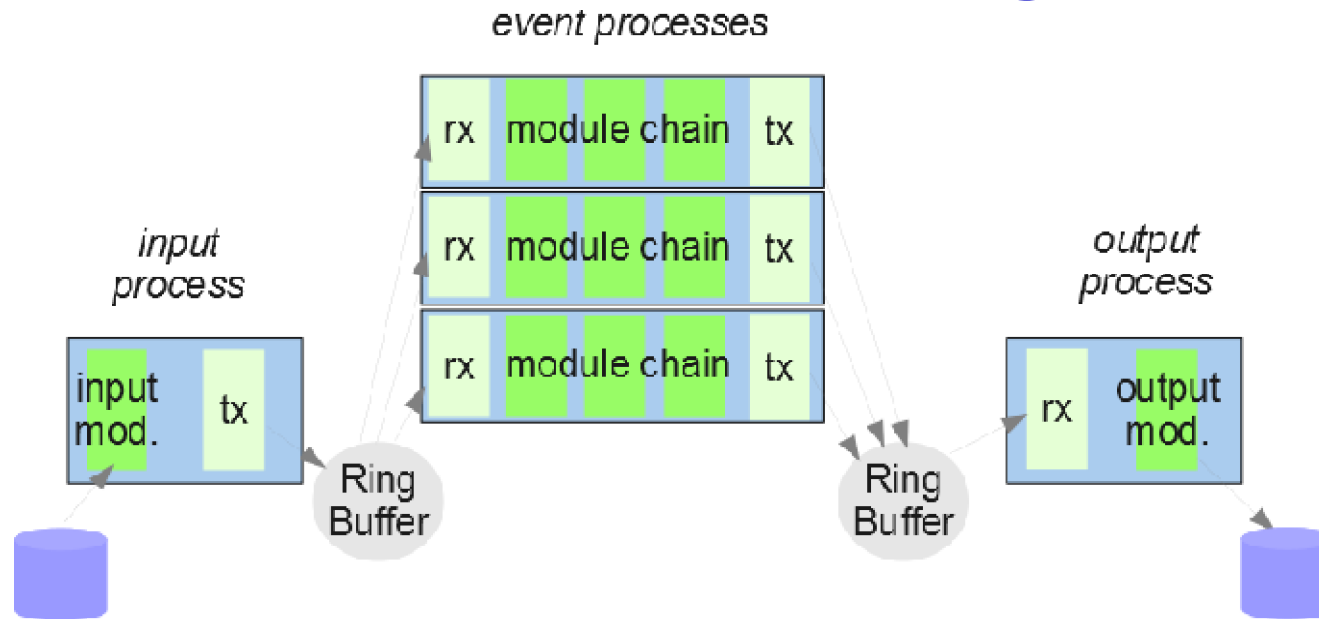 event processes
rx module chain tx
rx module chain tx
input
process
output
process
rx module chain tx
input
mod.
tx
rx
output
mod.
Ring
Buffer
Ring
Buffer